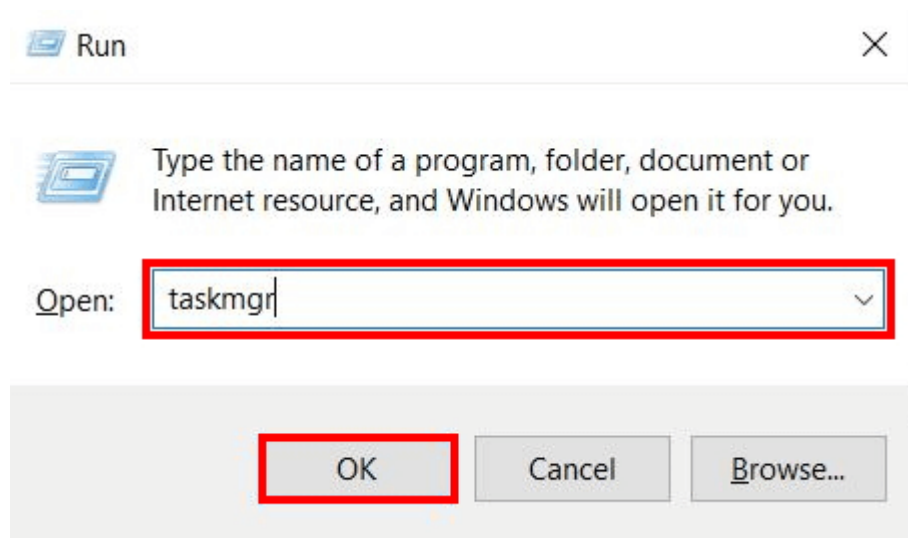 Run
Type the name of a program, folder, document or
Internet resource, and Windows will open it for you.
Open: taskmgr
OK Cancel Browse...